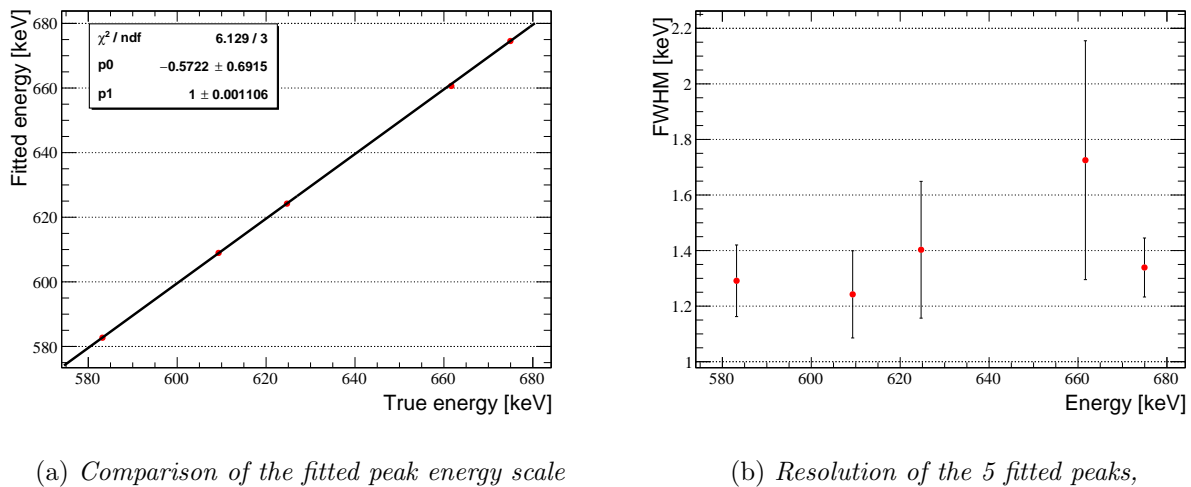 Fitted energy [keV]
680
660
640
620
600
580
χ² / ndf 6.129 / 3
p0 −0.5722 ± 0.6915
p1 1 ± 0.001106
580 600 620 640 660 680
True energy [keV]
FWHM [keV]
2.2
2
1.8
1.6
1.4
1.2
1
580 600 620 640 660 680
Energy [keV]
(a) Comparison of the fitted peak energy scale
(b) Resolution of the 5 fitted peaks,